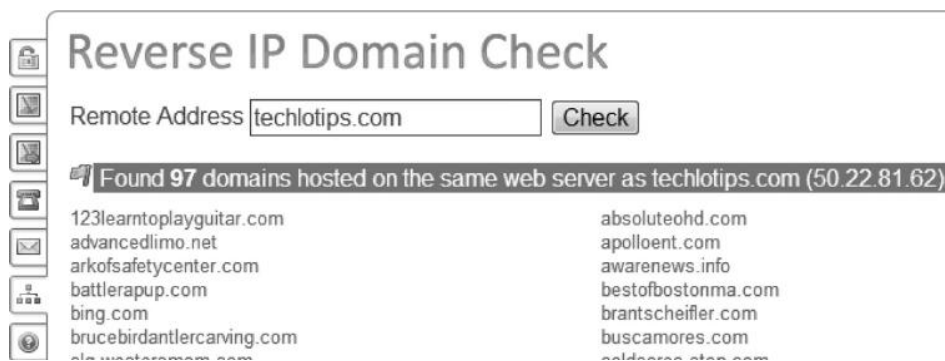 Reverse IP Domain Check
Remote Address techlotips.com Check
Found 97 domains hosted on the same web server as techlotips.com (50.22.81.62)
123learntoplayguitar.com
advancedlimo.net
arkofsafetycenter.com
battlerapup.com
bing.com
brucebirdantlercarving.com
absoluteohd.com
apolloent.com
awarenews.info
bestofbostonma.com
brantscheifler.com
buscamores.com